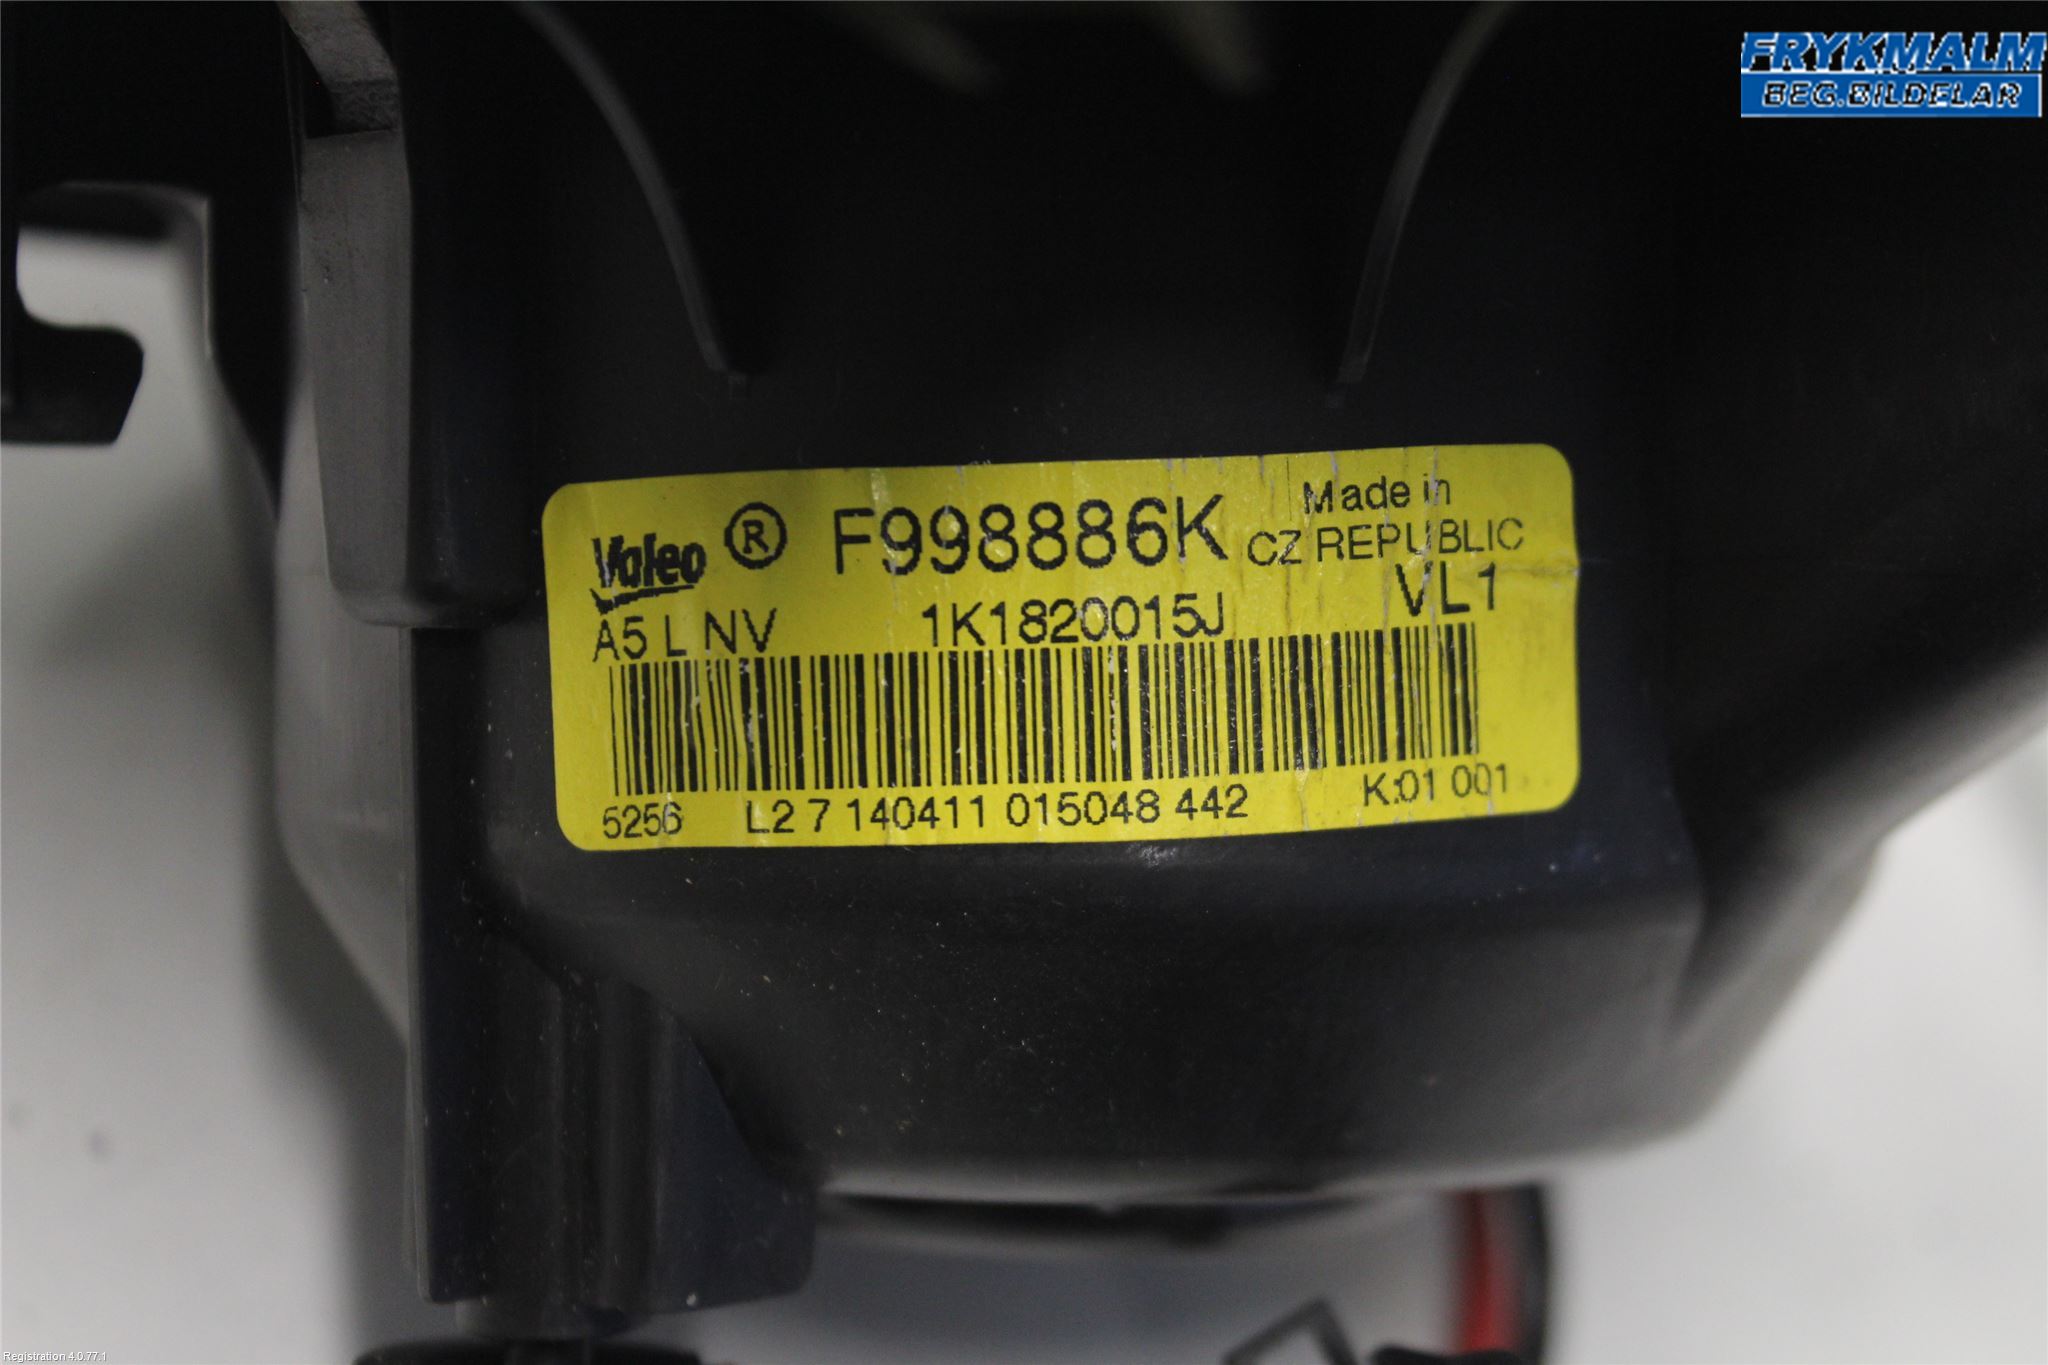 FRYKMALM
BEG.BILDELAR
Valeo ® F998886K Made in
CZ REPUBLIC
A5 L NV 1K1820015J VL1
5256 L2 7 140411 015048 442 K:01 001
Registration 4.0.77.1